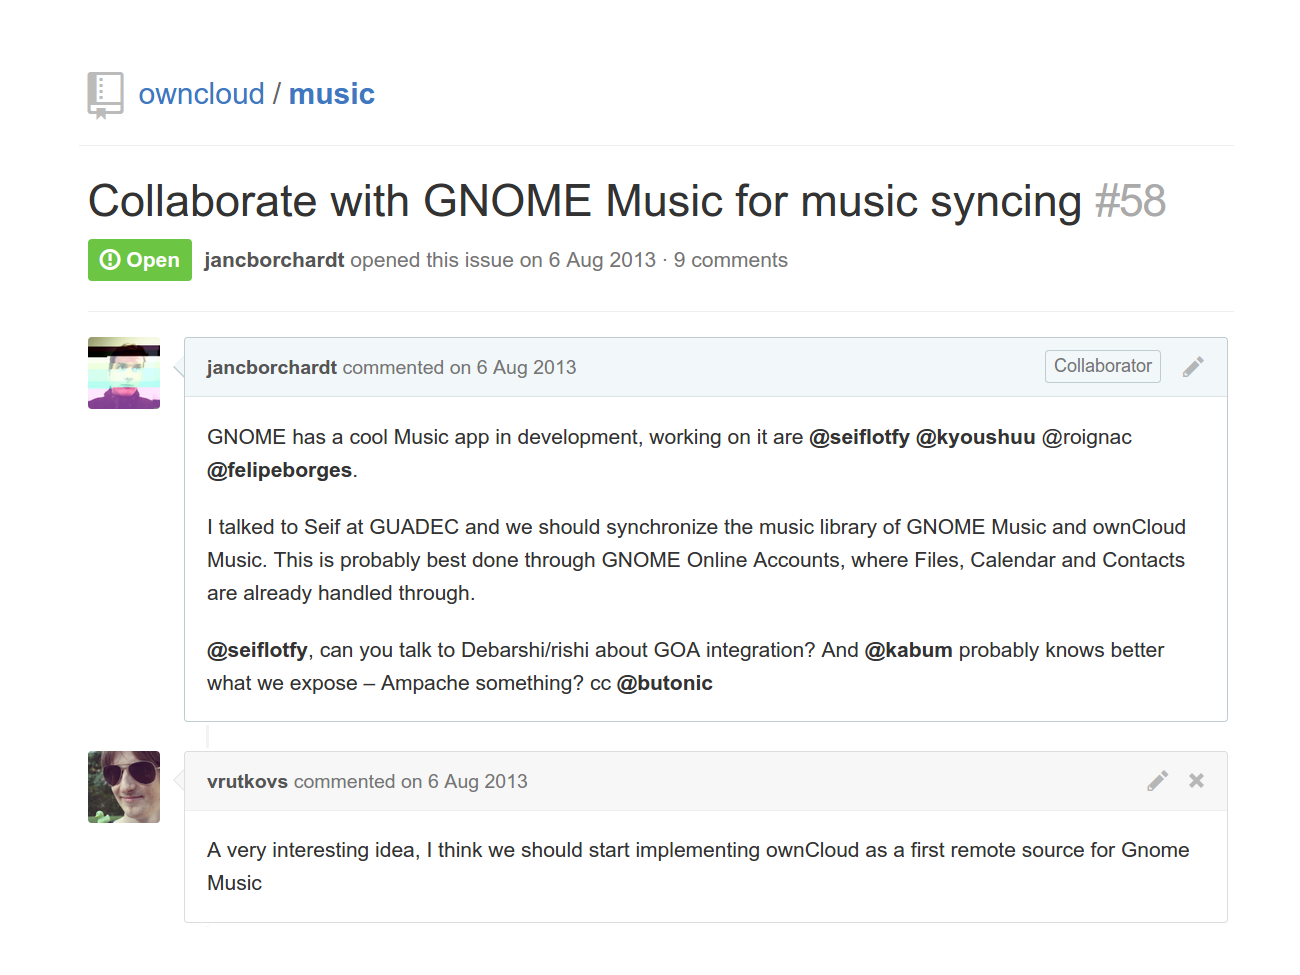 owncloud / music
Collaborate with GNOME Music for music syncing #58
Open jancborchardt opened this issue on 6 Aug 2013 · 9 comments
jancborchardt commented on 6 Aug 2013 Collaborator
GNOME has a cool Music app in development, working on it are @seiflotfy @kyoushuu @roignac
@felipeborges.
I talked to Seif at GUADEC and we should synchronize the music library of GNOME Music and ownCloud
Music. This is probably best done through GNOME Online Accounts, where Files, Calendar and Contacts
are already handled through.
@seiflotfy, can you talk to Debarshi/rishi about GOA integration? And @kabum probably knows better
what we expose – Ampache something? cc @butonic
vrutkovs commented on 6 Aug 2013
A very interesting idea, I think we should start implementing ownCloud as a first remote source for Gnome
Music